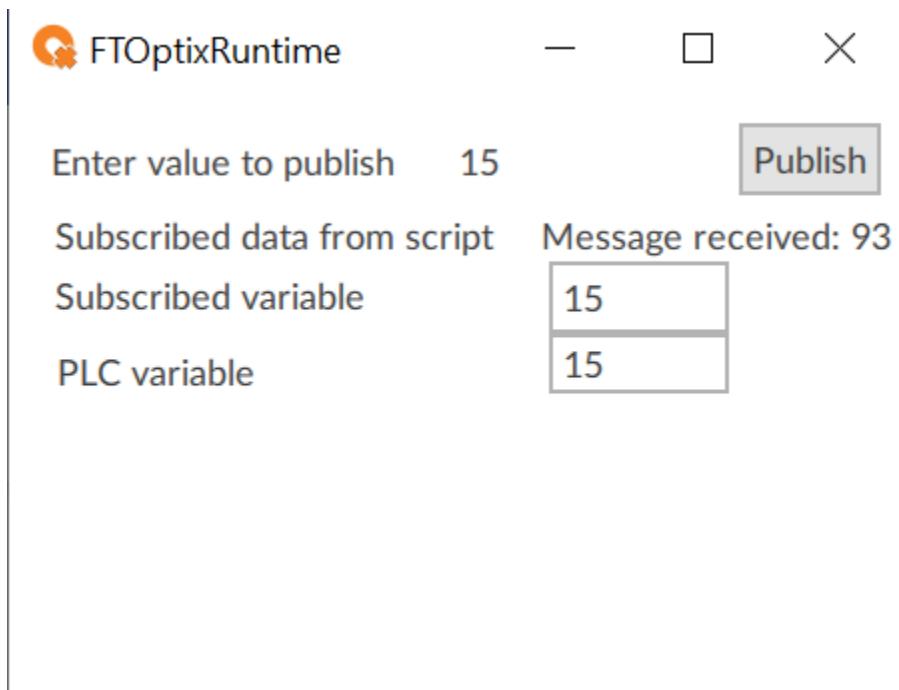 FTOptixRuntime
Enter value to publish 15 Publish
Subscribed data from script Message received: 93
Subscribed variable 15
PLC variable 15